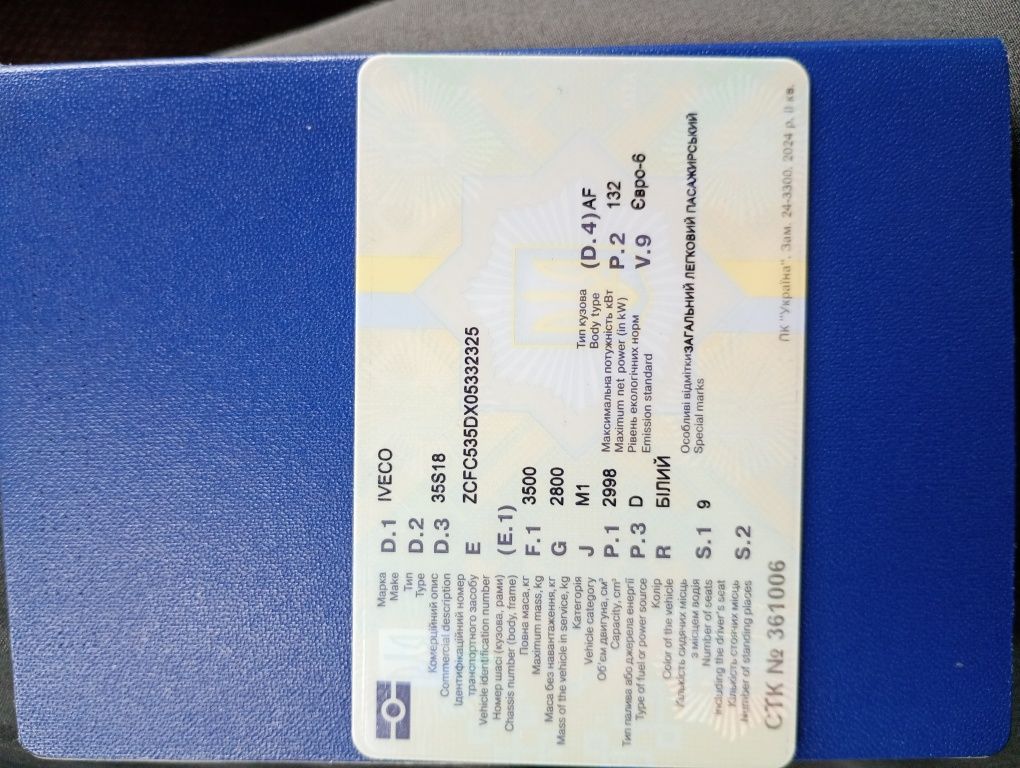 Марка D.1 IVECO
Make
Тип D.2
Type
Комерційний опис D.3 35S18
Commercial description
Ідентифікаційний номер E ZCFC535DX05332325
транспортного засобу
Vehicle identification number
Номер шасі (кузова, рами) (E.1)
Chassis number (body, frame)
Повна маса, кг F.1 3500
Maximum mass, kg
Маса без навантаження, кг G 2800
Mass of the vehicle in service, kg
Категорія J M1
Vehicle category
Об'єм двигуна, см³ P.1 2998
Capacity, cm³
Тип палива або джерела енергії P.3 D
Type of fuel or power source
Колір R БІЛИЙ
Color of the vehicle
Кількість сидячих місць S.1 9
з місцем водія
Number of seats
including the driver's seat
Кількість стоячих місць S.2
Number of standing places
Тип кузова (D.4) AF
Body type
Максимальна потужність кВт P.2 132
Maximum net power (in kW)
Рівень екологічних норм V.9 Євро-6
Emission standard
Особливі відмітки ЗАГАЛЬНИЙ ЛЕГКОВИЙ ПАСАЖИРСЬКИЙ
Special marks
СТК № 361006
ПК "Україна". Зам. 24-3300. 2024 р. II кв.